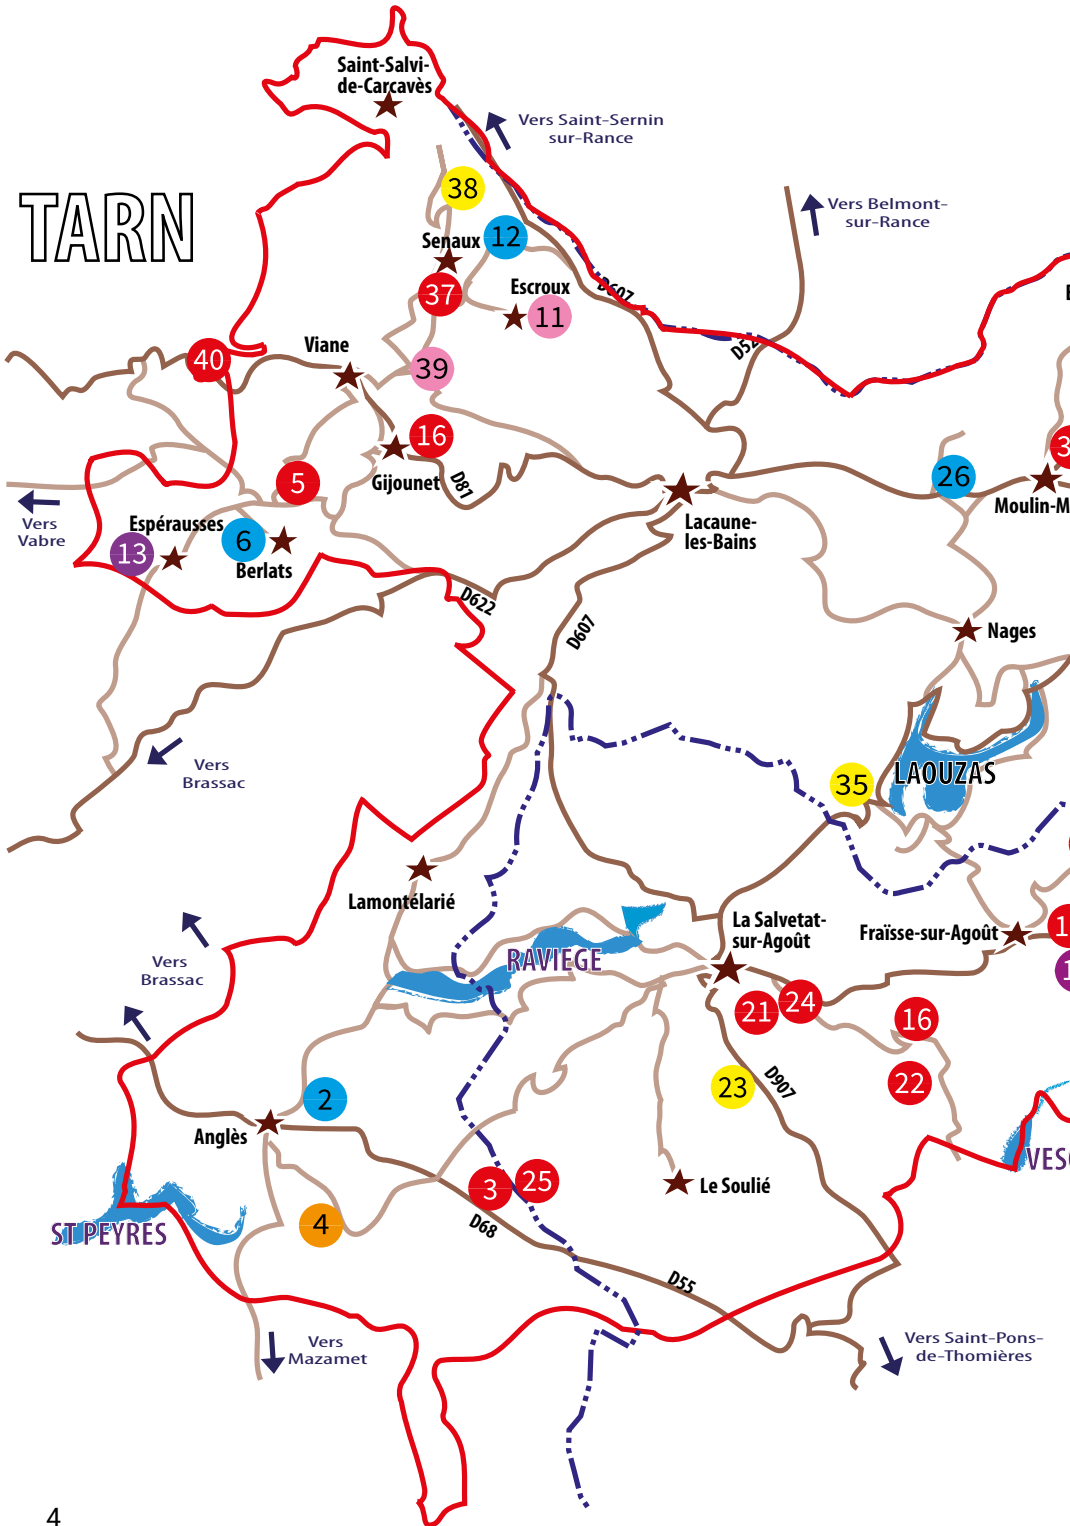 Saint-Salvi-
de-Carcavès
Vers Saint-Sernin
sur-Rance
TARN
38
Vers Belmont-
sur-Rance
Senaux
12
37
Escroux
11
D607
E
40
Viane
39
D52
16
Gijounet
D81
5
26
3
Moulin-M
Vers
Vabre
Espérausses
13
6
Berlats
Lacaune-
les-Bains
D622
D607
Nages
Vers
Brassac
35
LAOUZAS
Lamontélarié
La Salvetat-
sur-Agoût
Fraïsse-sur-Agoût
1
1
Vers
Brassac
RAVIEGE
21
24
16
22
23
D907
2
Anglès
VESO
Le Soulié
3
25
4
ST PEYRES
D68
D55
Vers
Mazamet
Vers Saint-Pons-
de-Thomières
4